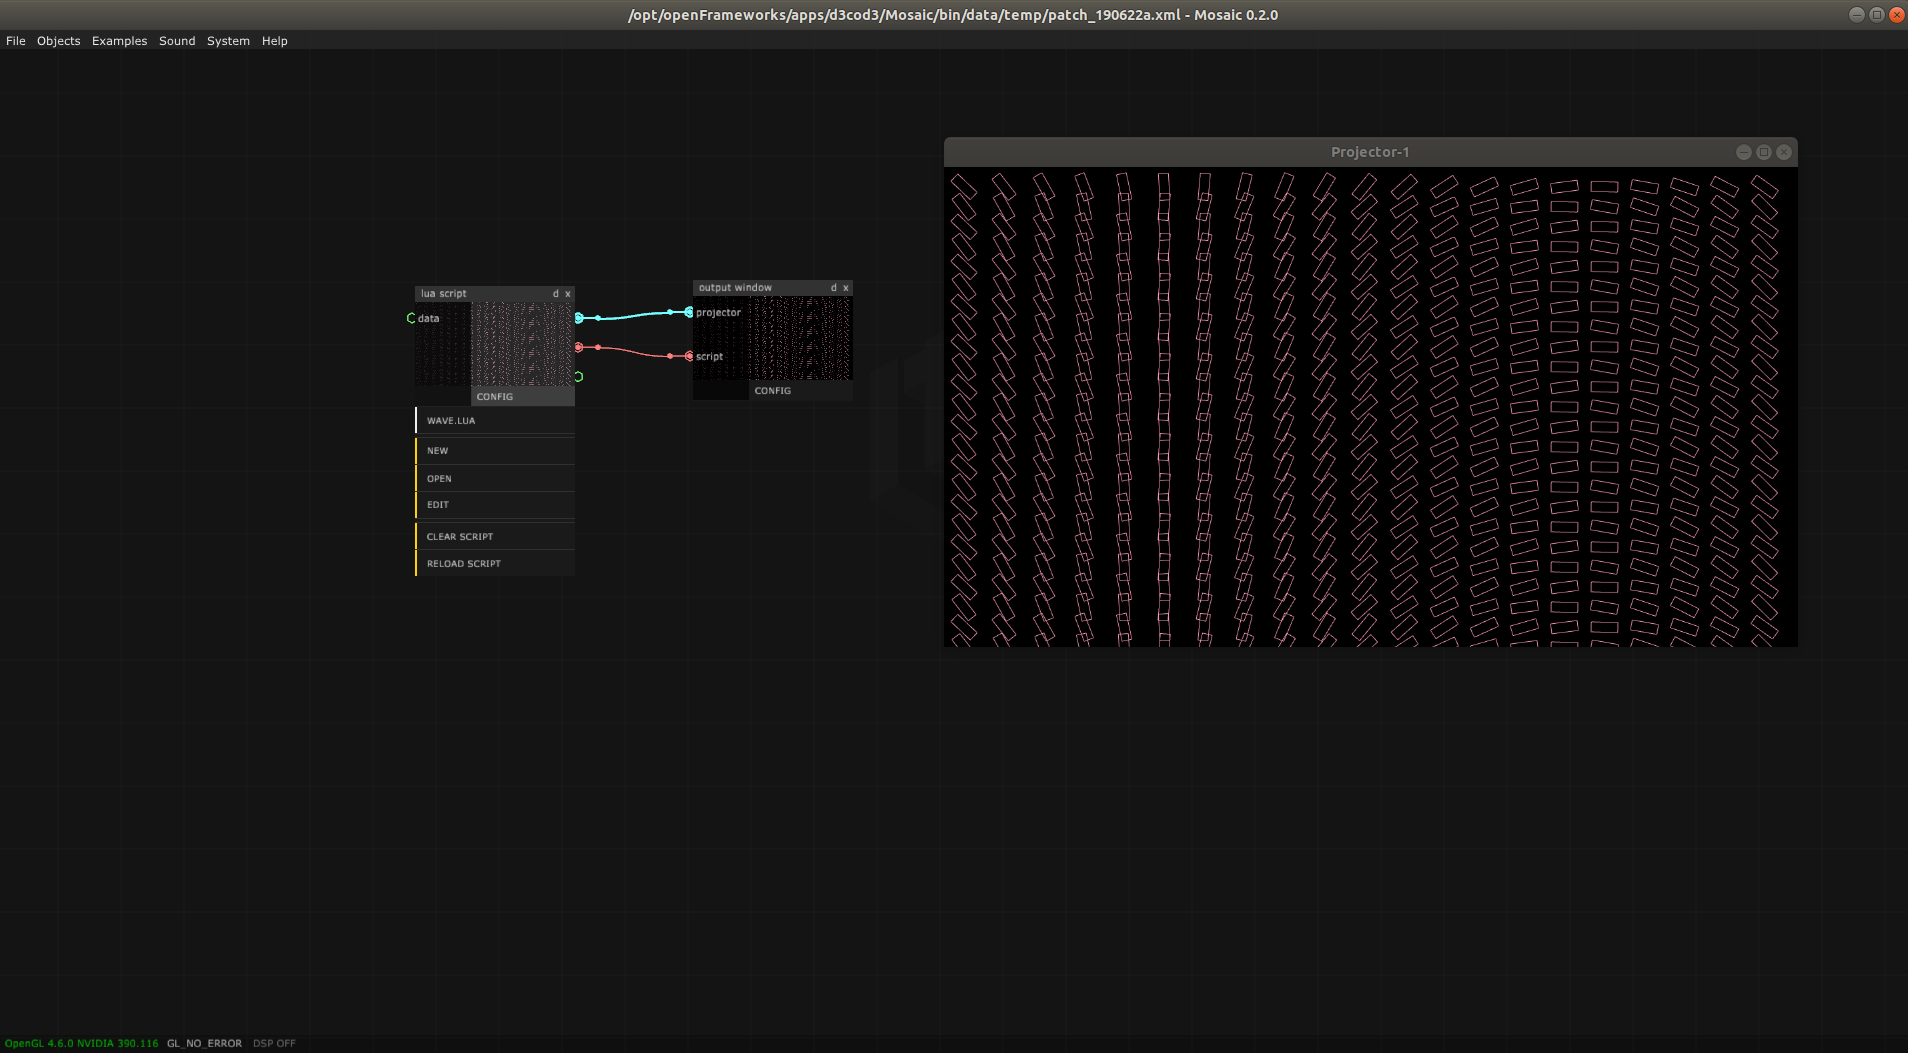 /opt/openFrameworks/apps/d3cod3/Mosaic/bin/data/temp/patch_190622a.xml - Mosaic 0.2.0
File Objects Examples Sound System Help
Projector-1
lua script d x
data
CONFIG
WAVE.LUA
NEW
OPEN
EDIT
CLEAR SCRIPT
RELOAD SCRIPT
output window d x
projector
script
CONFIG
OpenGL 4.6.0 NVIDIA 390.116 GL_NO_ERROR DSP OFF